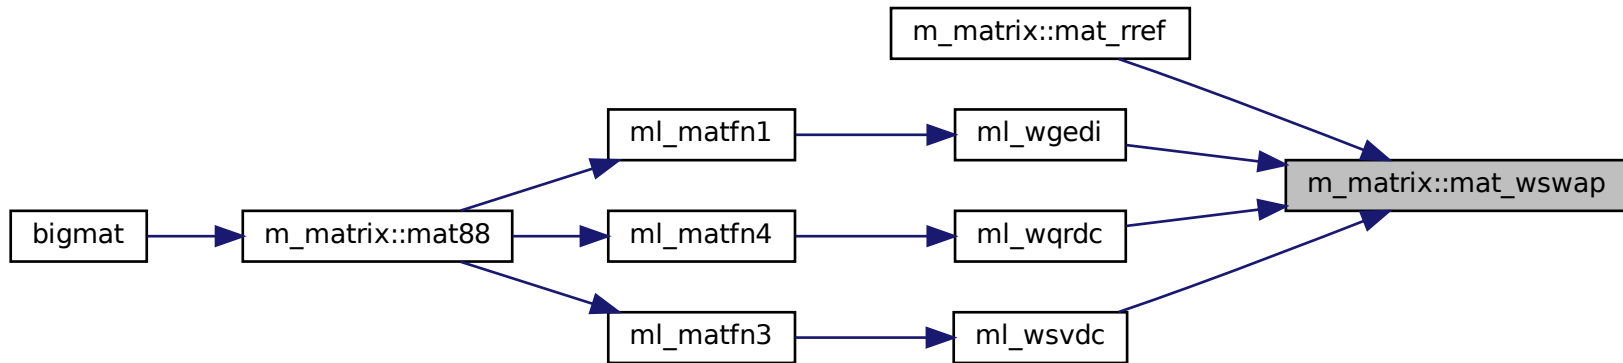 m_matrix::mat_rref
ml_matfn1
ml_wgedi
m_matrix::mat_wswap
bigmat
m_matrix::mat88
ml_matfn4
ml_wqrdc
ml_matfn3
ml_wsvdc